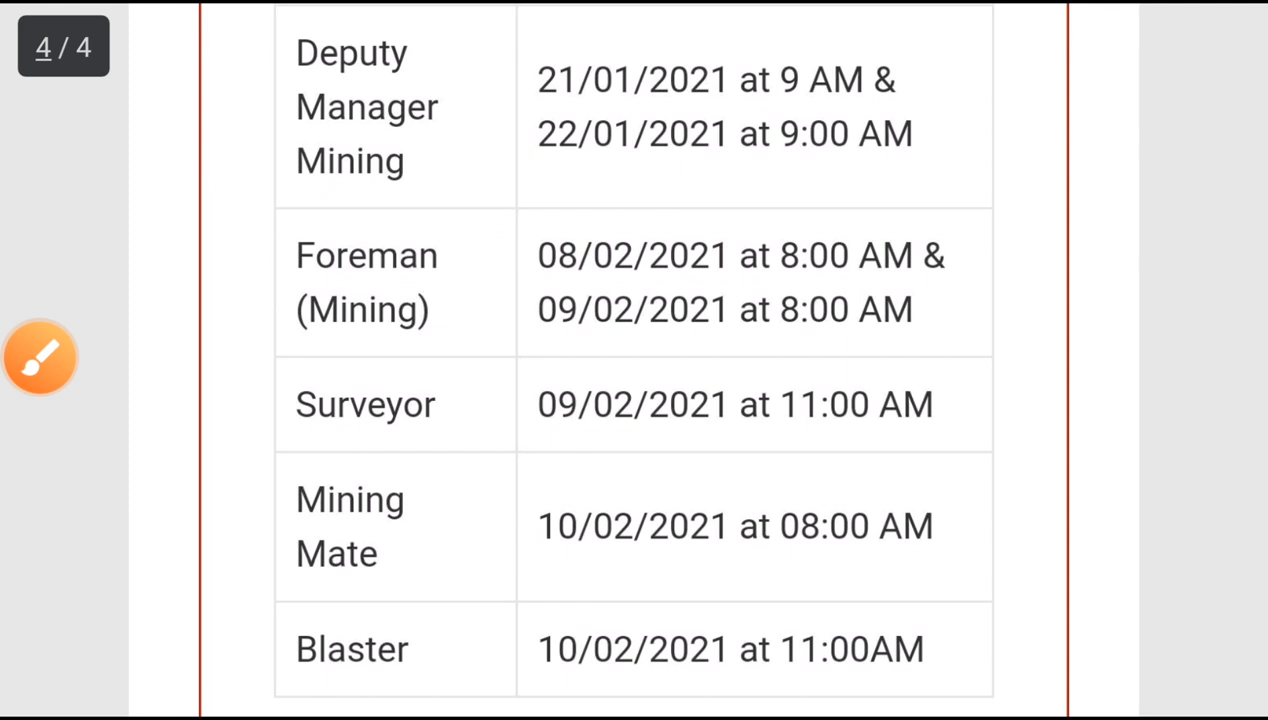 4 / 4
Deputy
Manager
Mining
21/01/2021 at 9 AM &
22/01/2021 at 9:00 AM
Foreman
(Mining)
08/02/2021 at 8:00 AM &
09/02/2021 at 8:00 AM
Surveyor
09/02/2021 at 11:00 AM
Mining
Mate
10/02/2021 at 08:00 AM
Blaster
10/02/2021 at 11:00AM